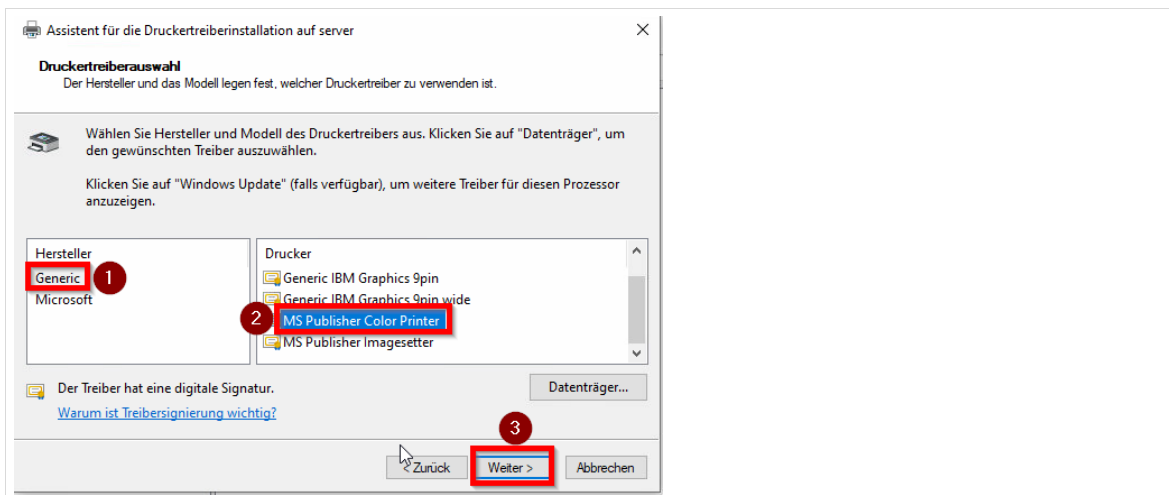 Assistent für die Druckertreiberinstallation auf server
Druckertreiberauswahl
Der Hersteller und das Modell legen fest, welcher Druckertreiber zu verwenden ist.
Wählen Sie Hersteller und Modell des Druckertreibers aus. Klicken Sie auf "Datenträger", um
den gewünschten Treiber auszuwählen.
Klicken Sie auf "Windows Update" (falls verfügbar), um weitere Treiber für diesen Prozessor
anzuzeigen.
Hersteller
Generic 1
Microsoft
Drucker
Generic IBM Graphics 9pin
Generic IBM Graphics 9pin wide
2 MS Publisher Color Printer
MS Publisher Imagesetter
Der Treiber hat eine digitale Signatur.
Datenträger...
Warum ist Treibersignierung wichtig?
3
< Zurück Weiter > Abbrechen